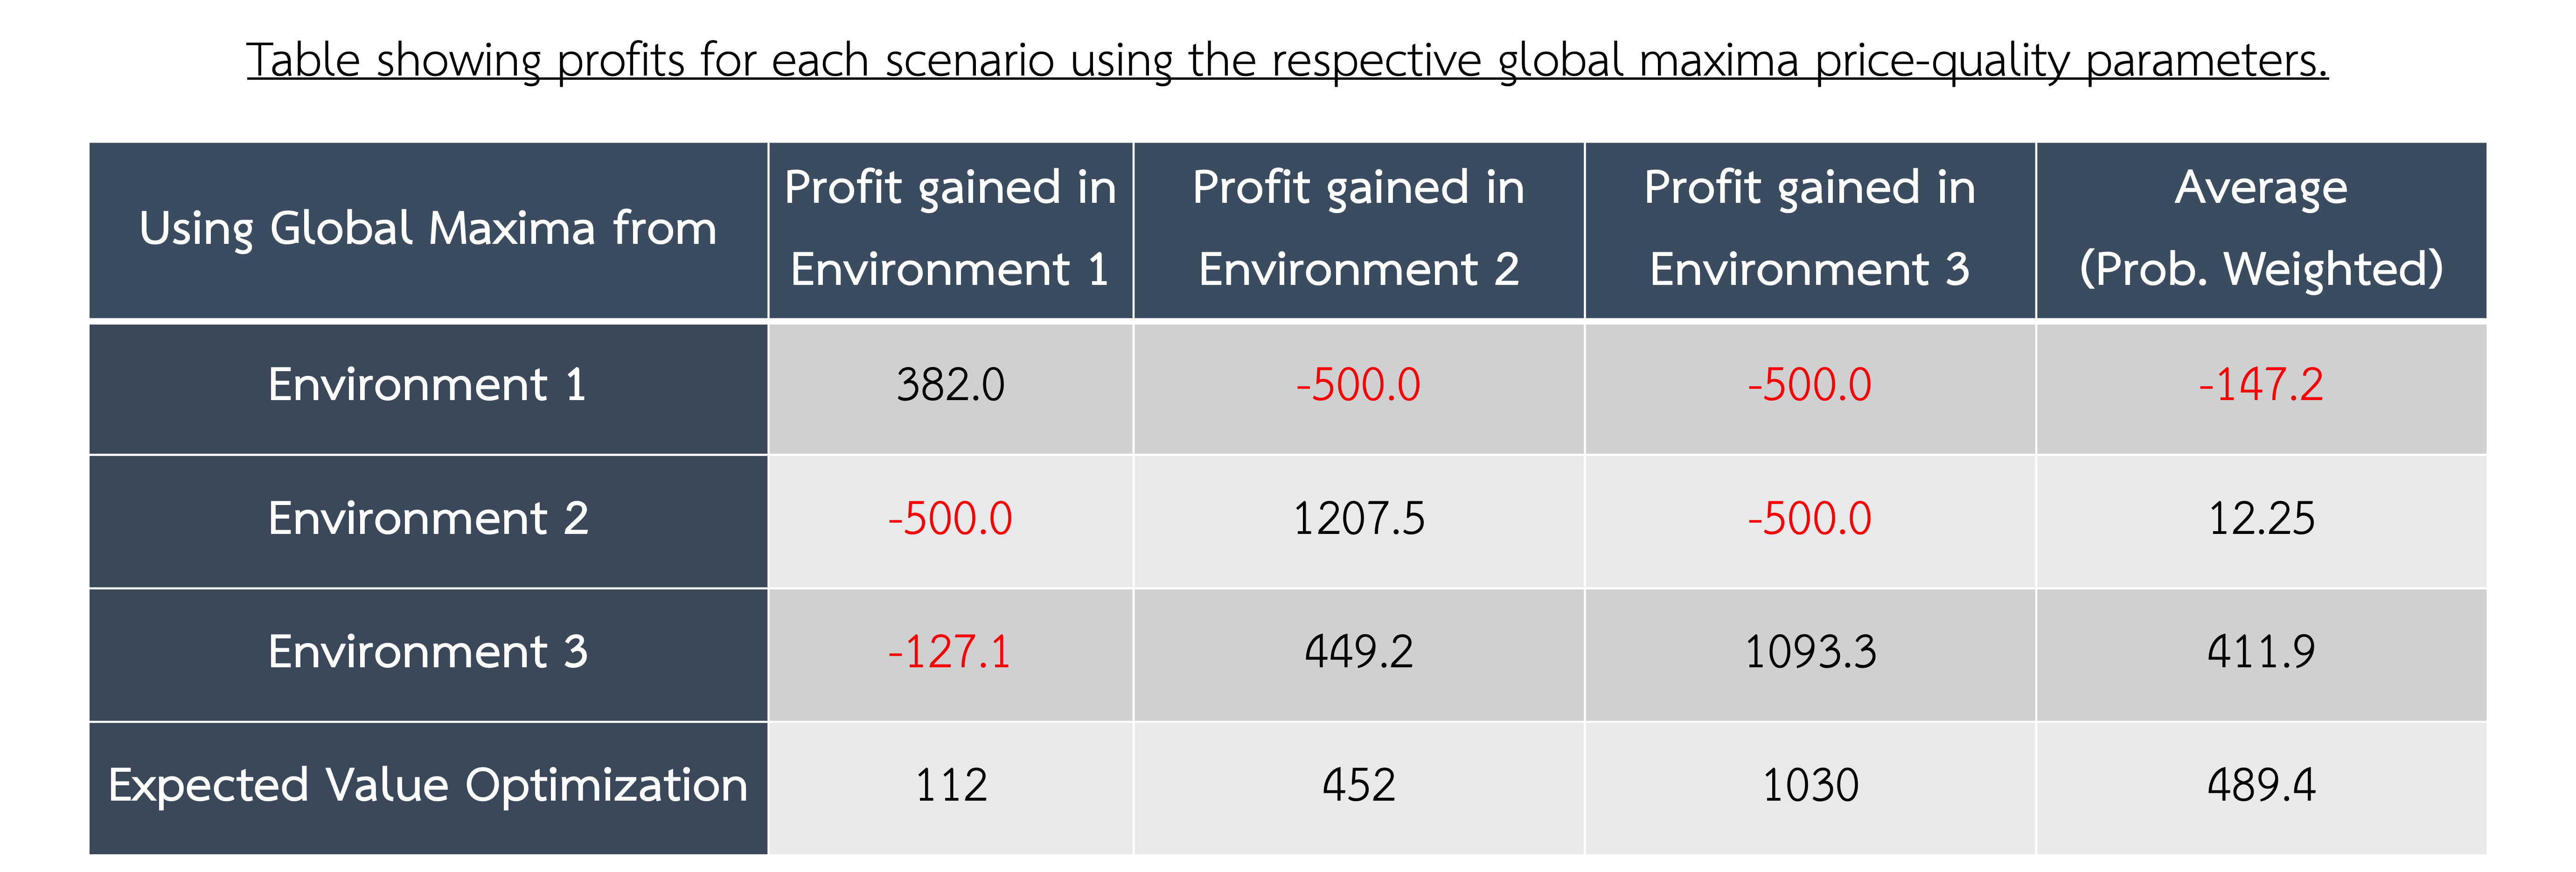 Table showing profits for each scenario using the respective global maxima price-quality parameters.
Using Global Maxima from
Profit gained in
Environment 1
Profit gained in
Environment 2
Profit gained in
Environment 3
Average
(Prob. Weighted)
Environment 1
382.0
-500.0
-500.0
-147.2
Environment 2
-500.0
1207.5
-500.0
12.25
Environment 3
-127.1
449.2
1093.3
411.9
Expected Value Optimization
112
452
1030
489.4